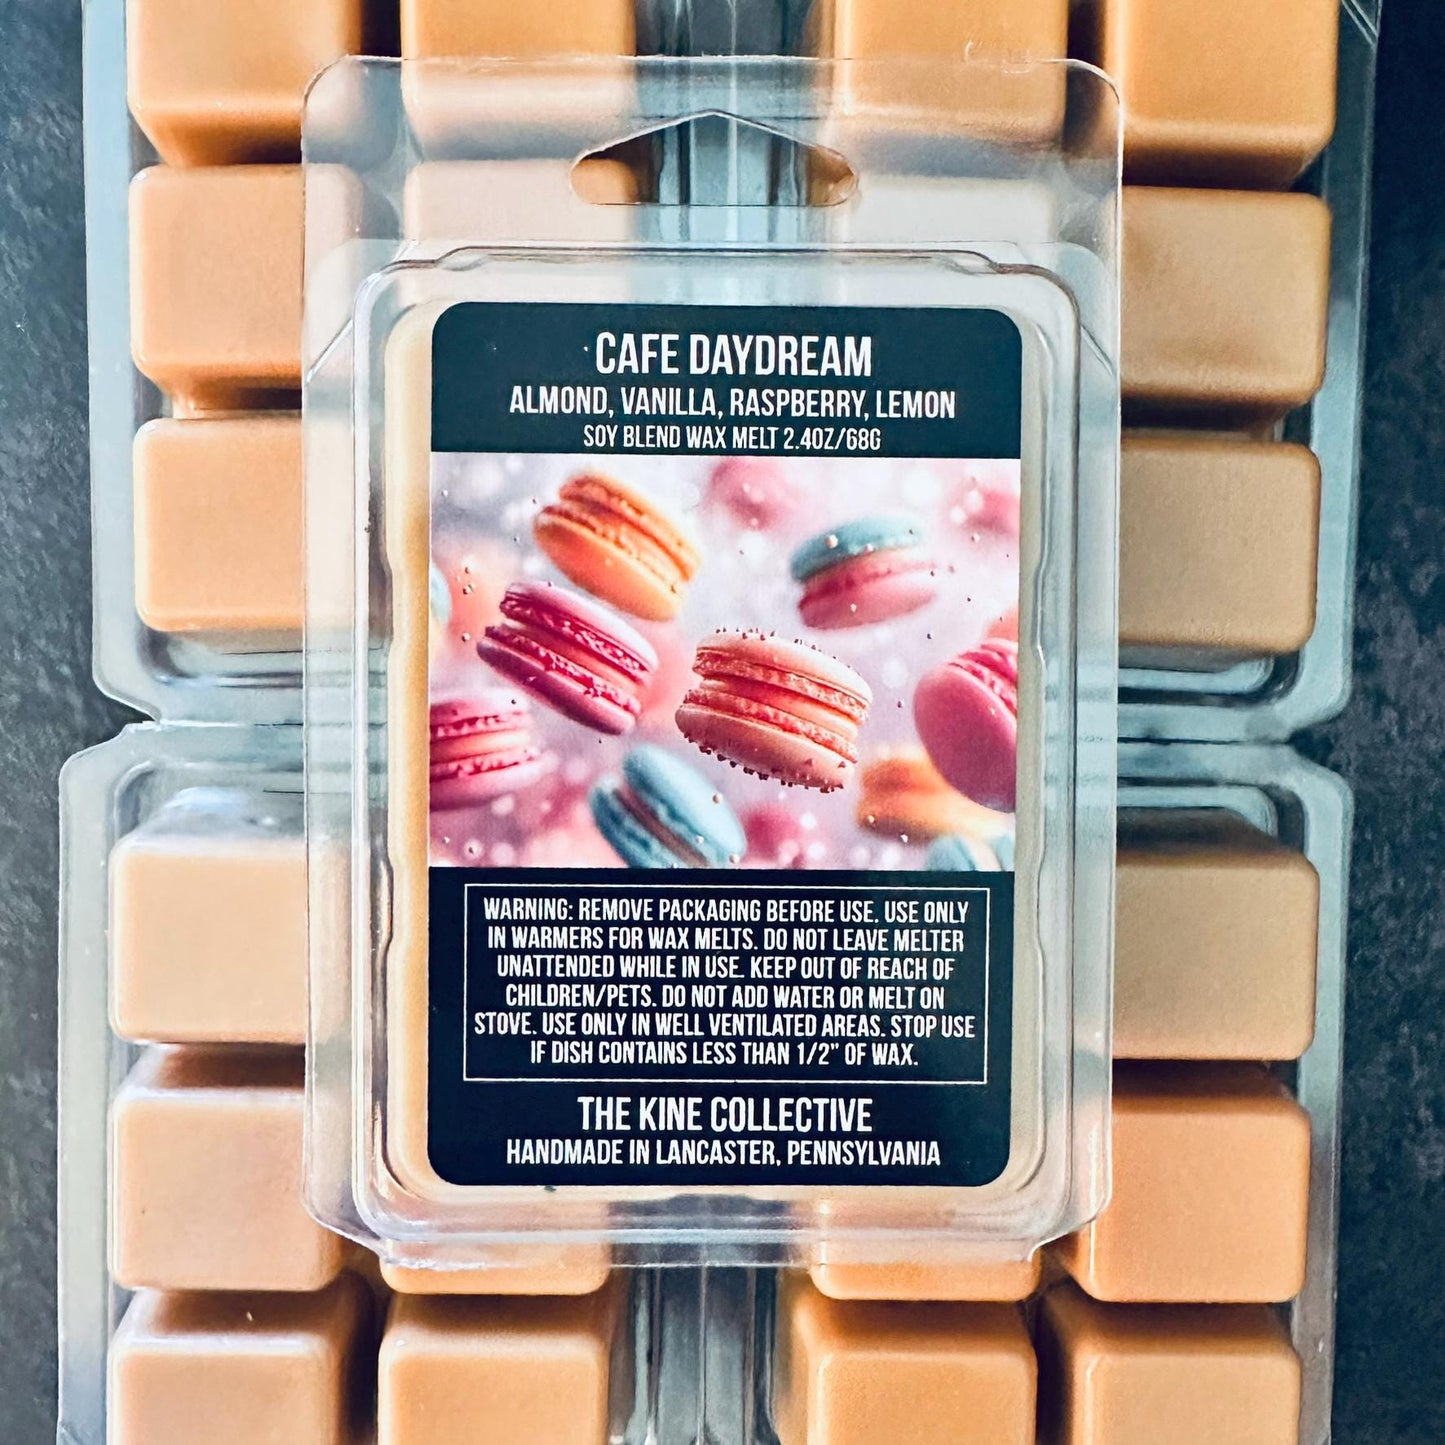 CAFE DAYDREAM
ALMOND, VANILLA, RASPBERRY, LEMON
SOY BLEND WAX MELT 2.4OZ/68G
WARNING: REMOVE PACKAGING BEFORE USE. USE ONLY
IN WARMERS FOR WAX MELTS. DO NOT LEAVE MELTER
UNATTENDED WHILE IN USE. KEEP OUT OF REACH OF
CHILDREN/PETS. DO NOT ADD WATER OR MELT ON
STOVE. USE ONLY IN WELL VENTILATED AREAS. STOP USE
IF DISH CONTAINS LESS THAN 1/2" OF WAX.
THE KINE COLLECTIVE
HANDMADE IN LANCASTER, PENNSYLVANIA